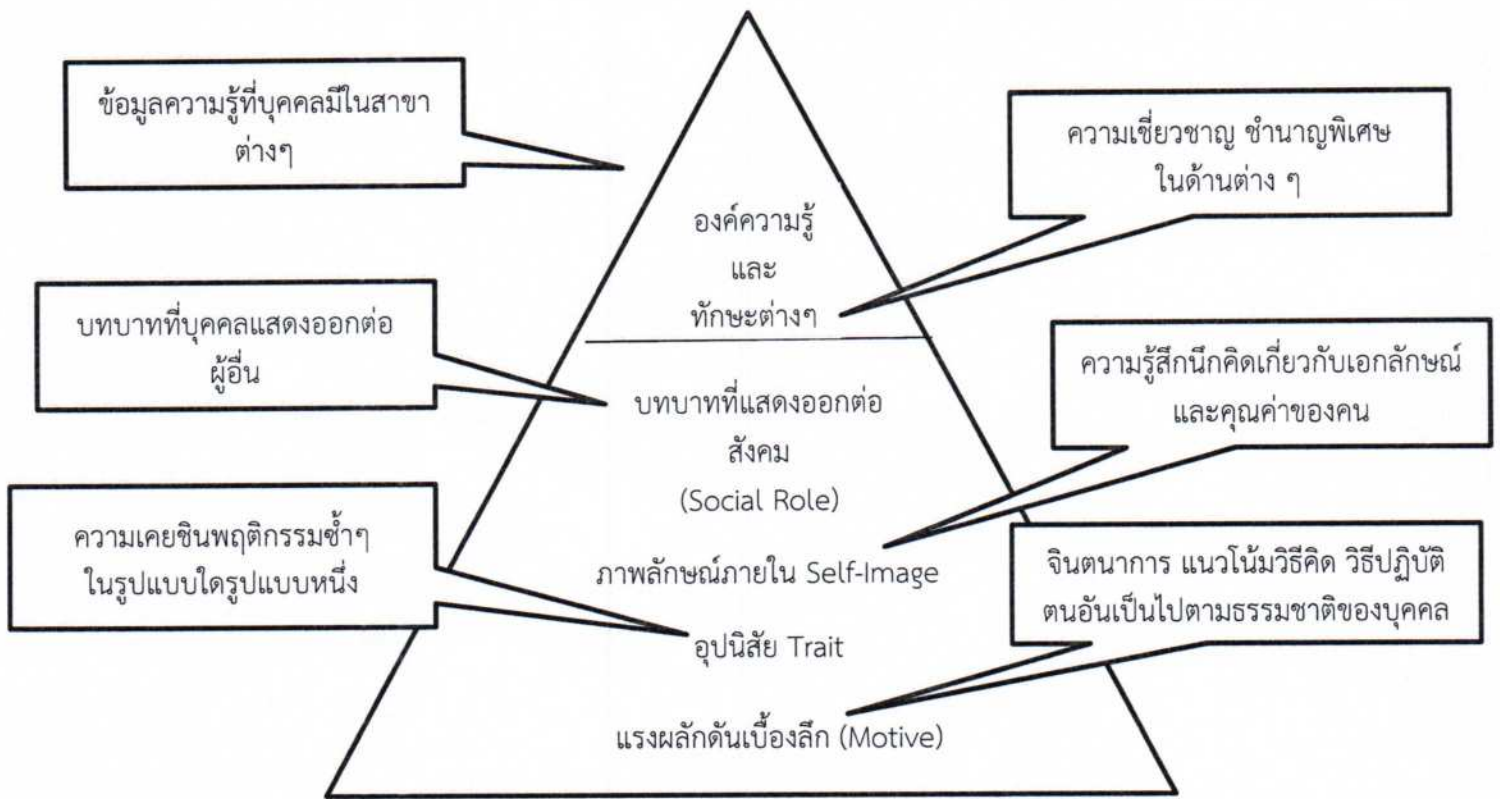 ข้อมูลความรู้ที่บุคคลมีในสาขา
ต่างๆ
ความเชี่ยวชาญ ชำนาญพิเศษ
ในด้านต่าง ๆ
องค์ความรู้
และ
ทักษะต่างๆ
บทบาทที่บุคคลแสดงออกต่อ
ผู้อื่น
ความรู้สึกนึกคิดเกี่ยวกับเอกลักษณ์
และคุณค่าของคน
บทบาทที่แสดงออกต่อ
สังคม
(Social Role)
ความเคยชินพฤติกรรมซ้ำๆ
ในรูปแบบใดรูปแบบหนึ่ง
ภาพลักษณ์ภายใน Self-Image
จินตนาการ แนวโน้มวิธีคิด วิธีปฏิบัติ
ตนอันเป็นไปตามธรรมชาติของบุคคล
อุปนิสัย Trait
แรงผลักดันเบื้องลึก (Motive)